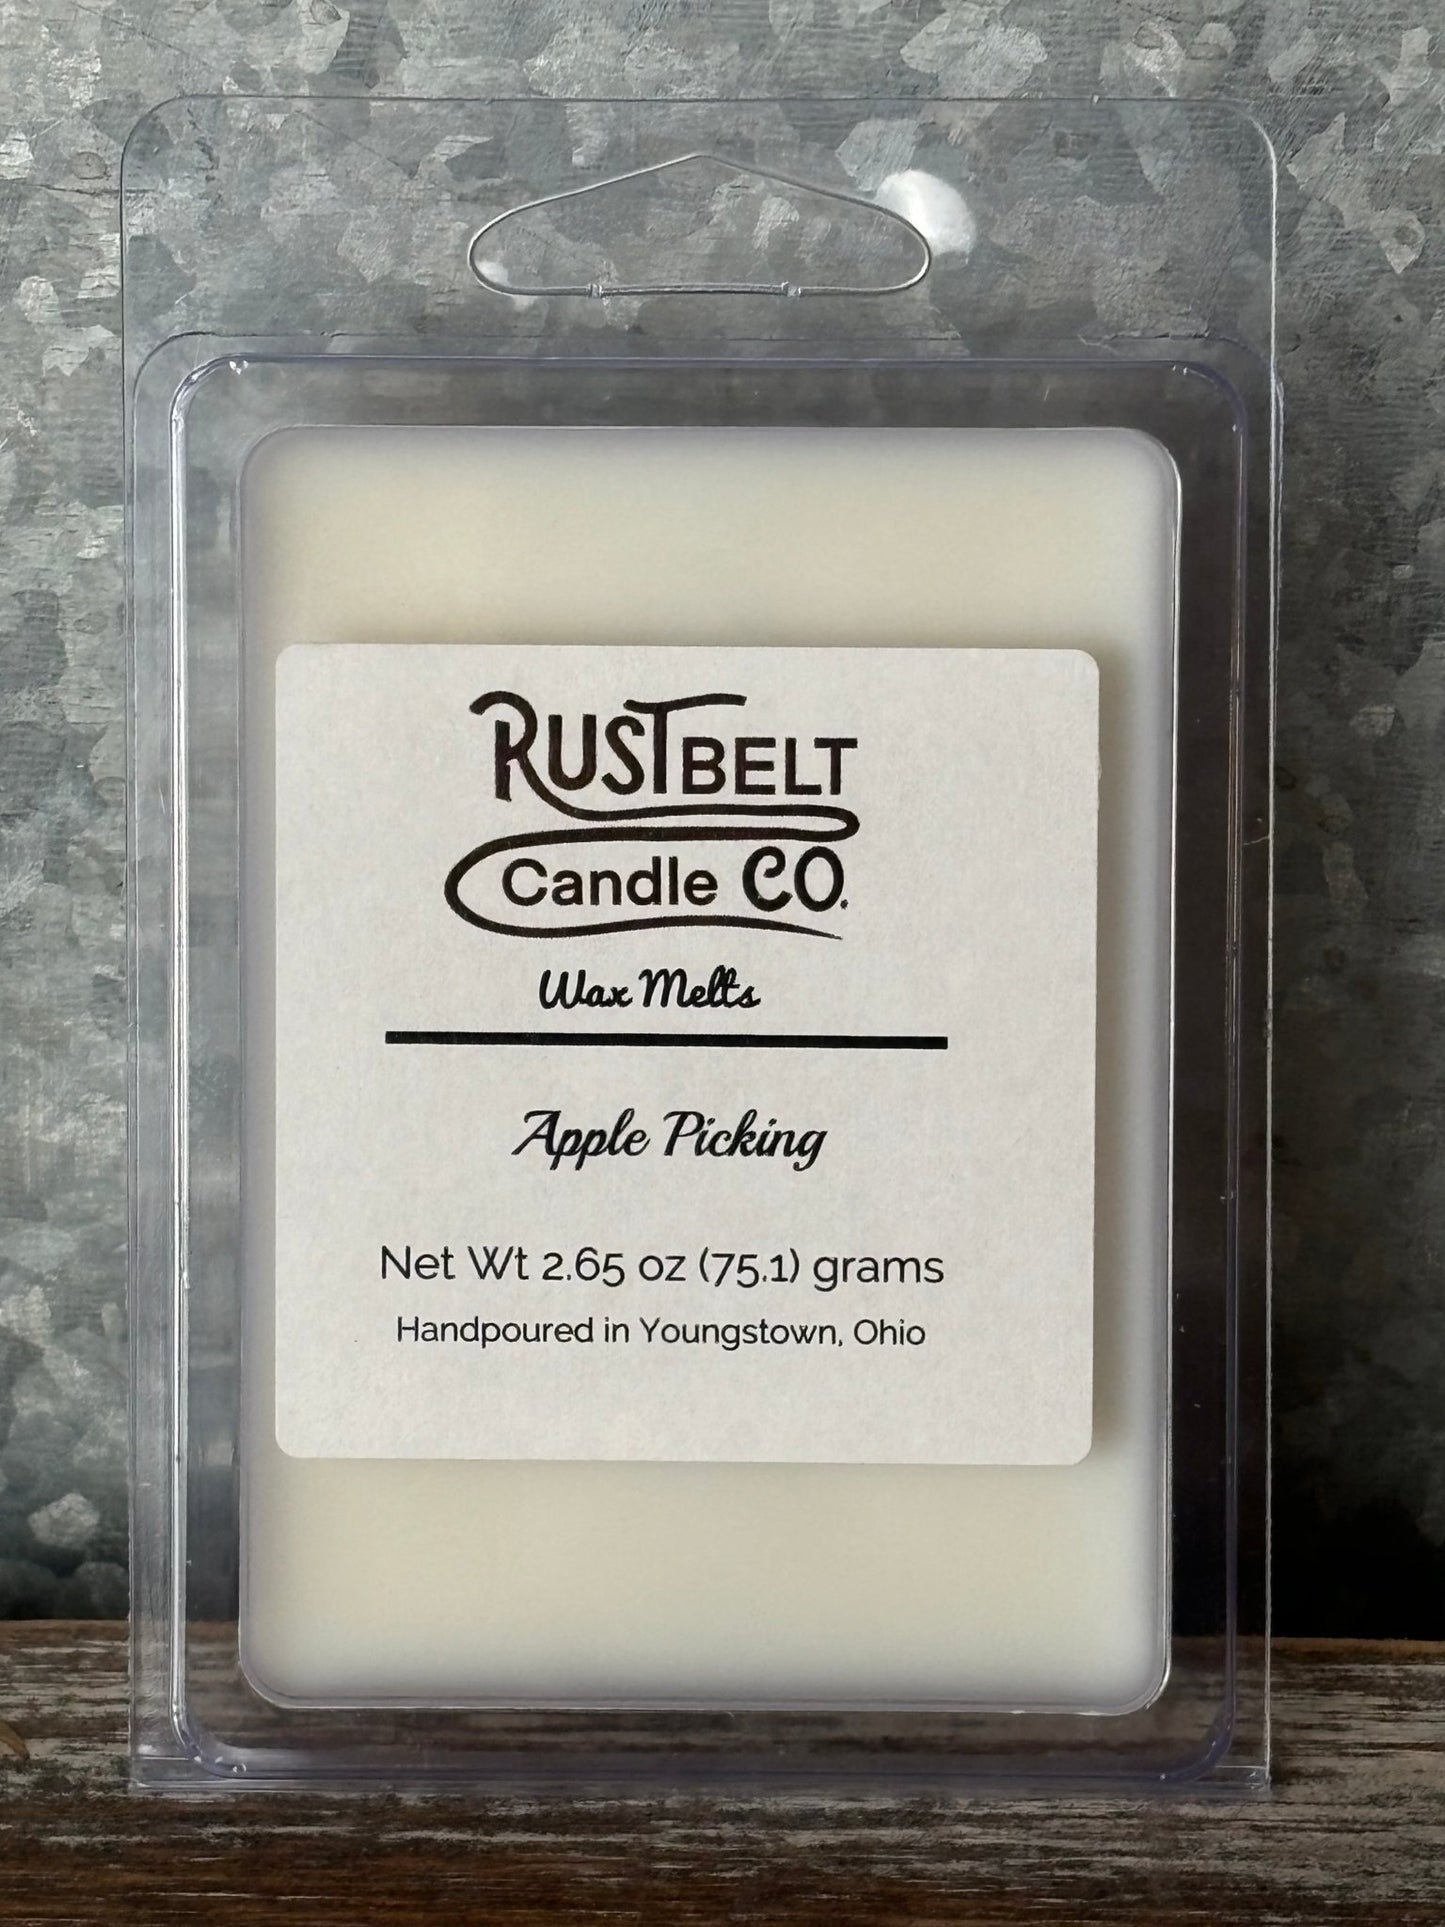 RUSTBELT
Candle CO.
Wax Melts
Apple Picking
Net Wt 2.65 oz (75.1) grams
Handpoured in Youngstown, Ohio